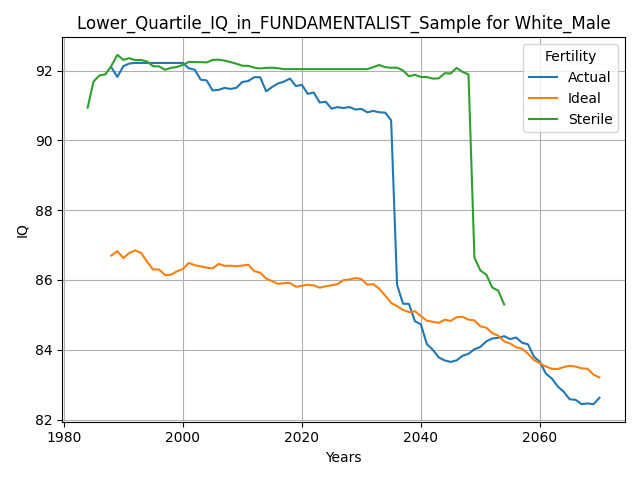 Lower_Quartile_IQ_in_FUNDAMENTALIST_Sample for White_Male
Fertility
Actual
Ideal
Sterile
IQ
92
90
88
86
84
82
1980
2000
2020
2040
2060
Years